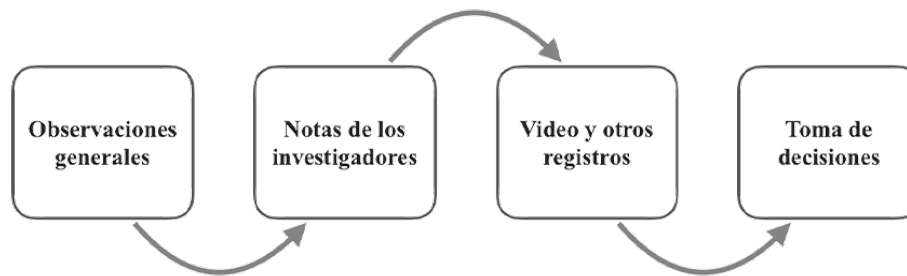 Observaciones
generales
Notas de los
investigadores
Video y otros
registros
Toma de
decisiones